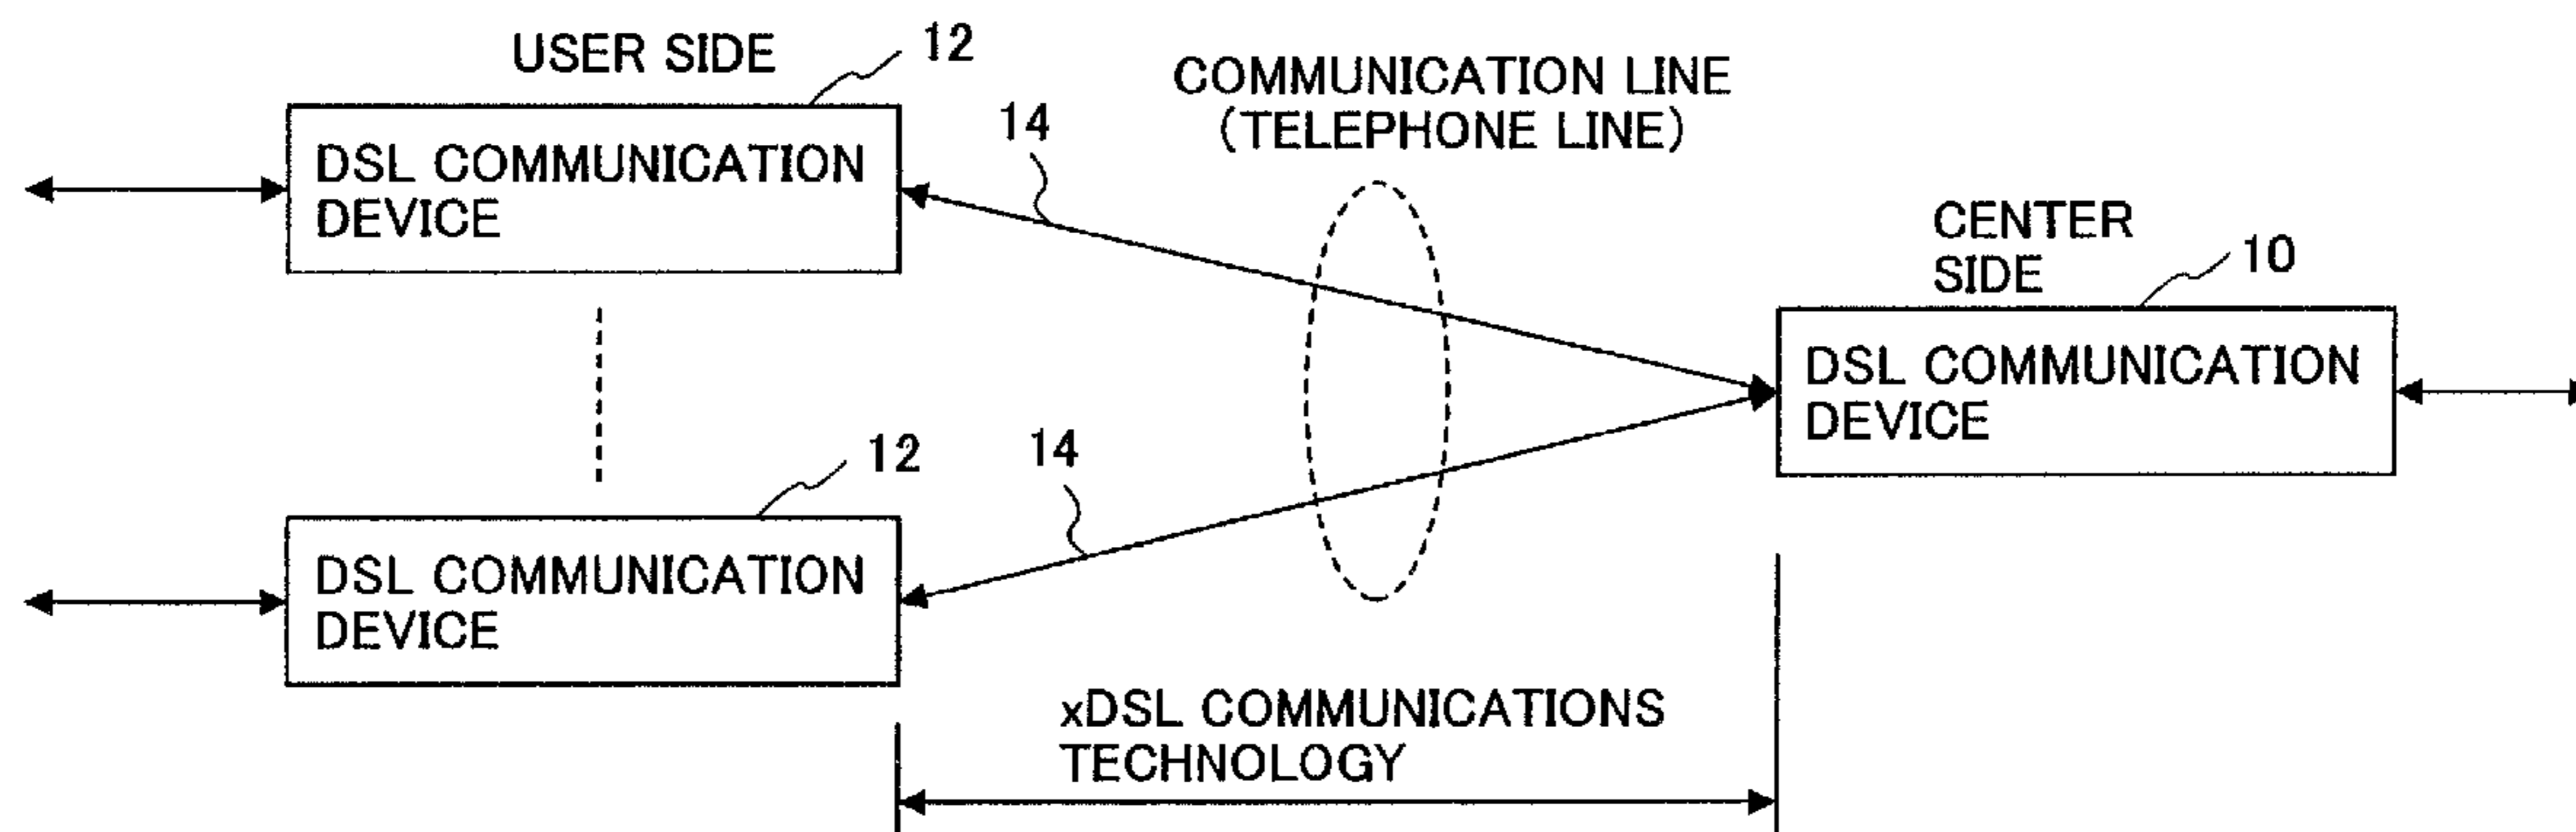 USER SIDE
12
DSL COMMUNICATION
DEVICE
14
COMMUNICATION LINE
(TELEPHONE LINE)
CENTER
SIDE
10
DSL COMMUNICATION
DEVICE
12
DSL COMMUNICATION
DEVICE
14
xDSL COMMUNICATIONS
TECHNOLOGY